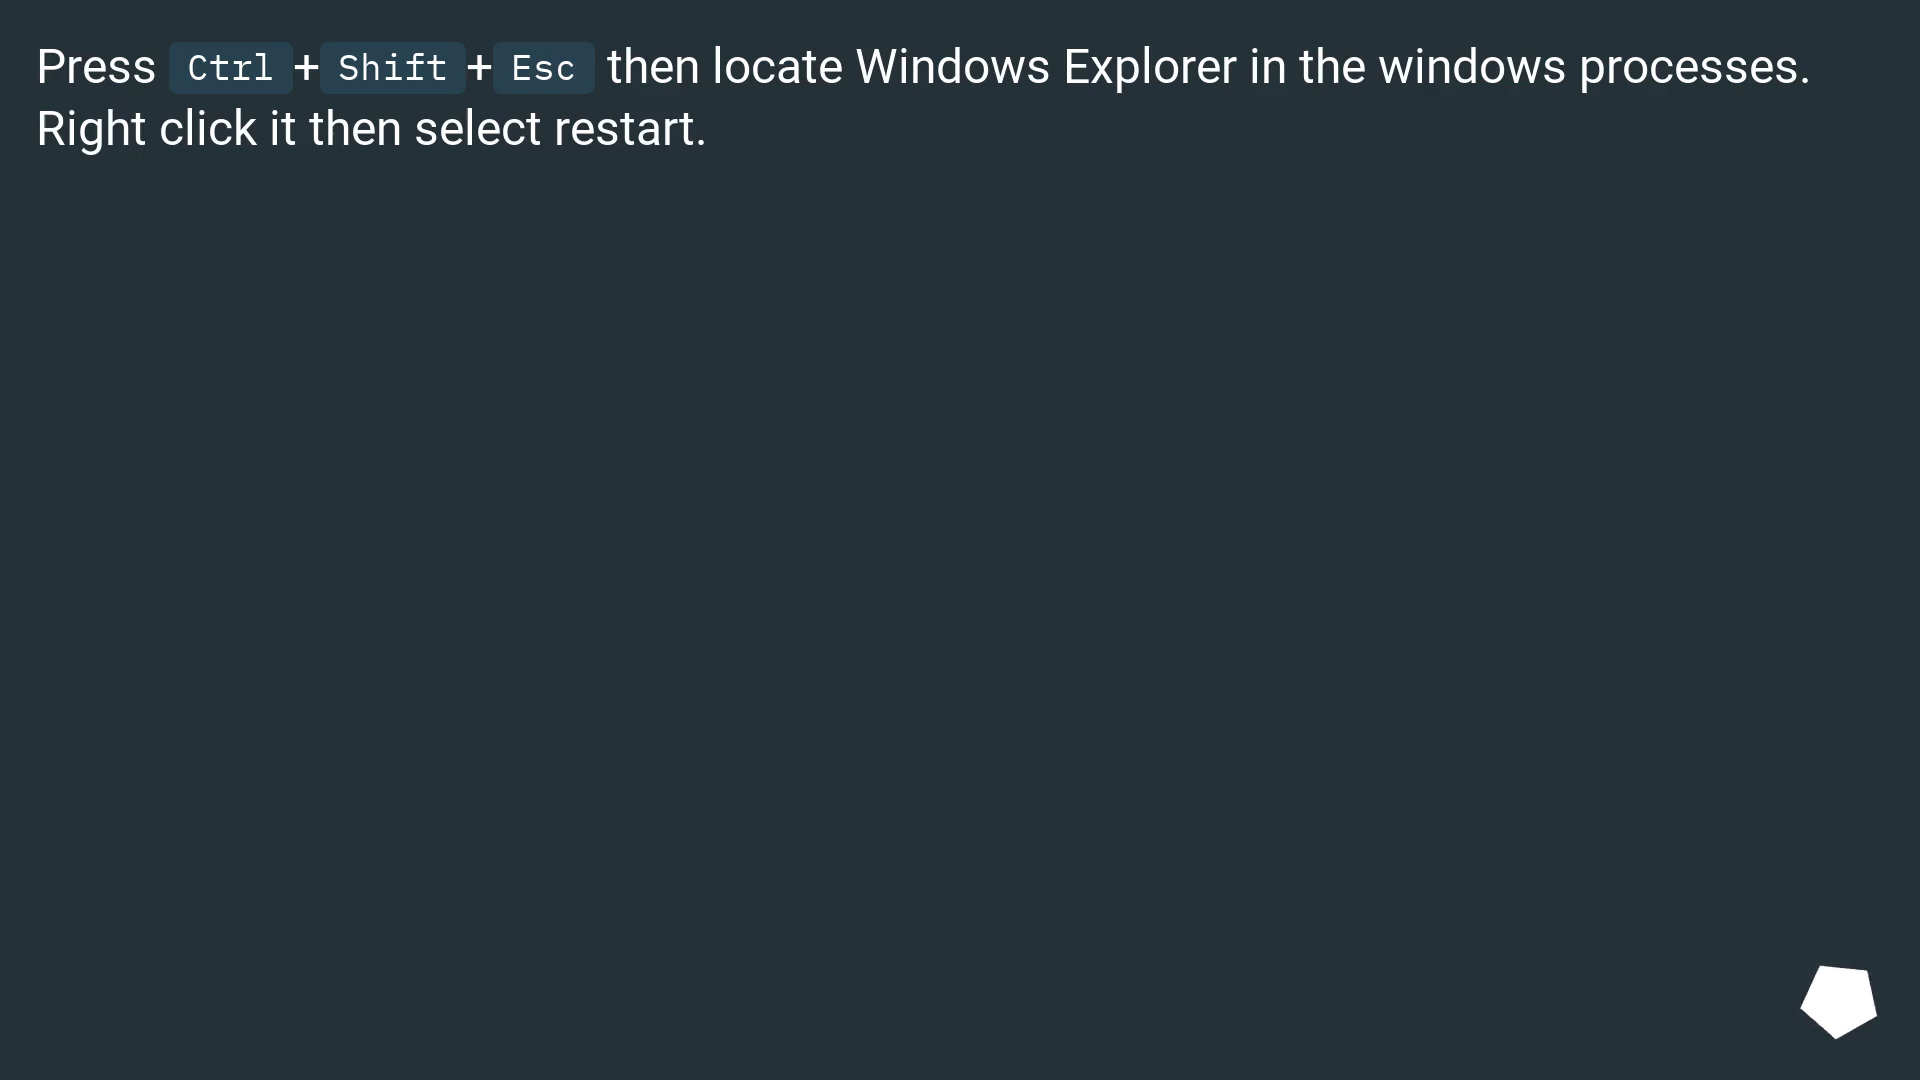 Press Ctrl+Shift+Esc then locate Windows Explorer in the windows processes.
Right click it then select restart.